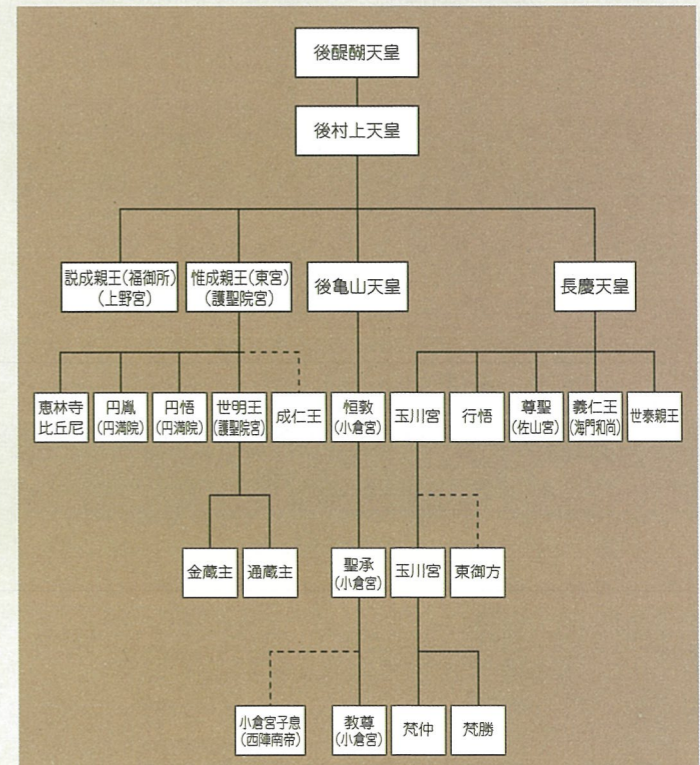 後醍醐天皇
後村上天皇
説成親王(福御所)
(上野宮)
惟成親王(東宮)
(護聖院宮)
後亀山天皇
長慶天皇
恵林寺
比丘尼
円胤
(円満院)
円悟
(円満院)
世明王
(護聖院宮)
成仁王
恒敦
(小倉宮)
玉川宮
行悟
尊聖
(佐山宮)
義仁王
(海門和尚)
世泰親王
金蔵主
通蔵主
聖承
(小倉宮)
玉川宮
東御方
小倉宮子息
(西陣南帝)
教尊
(小倉宮)
梵仲
梵勝